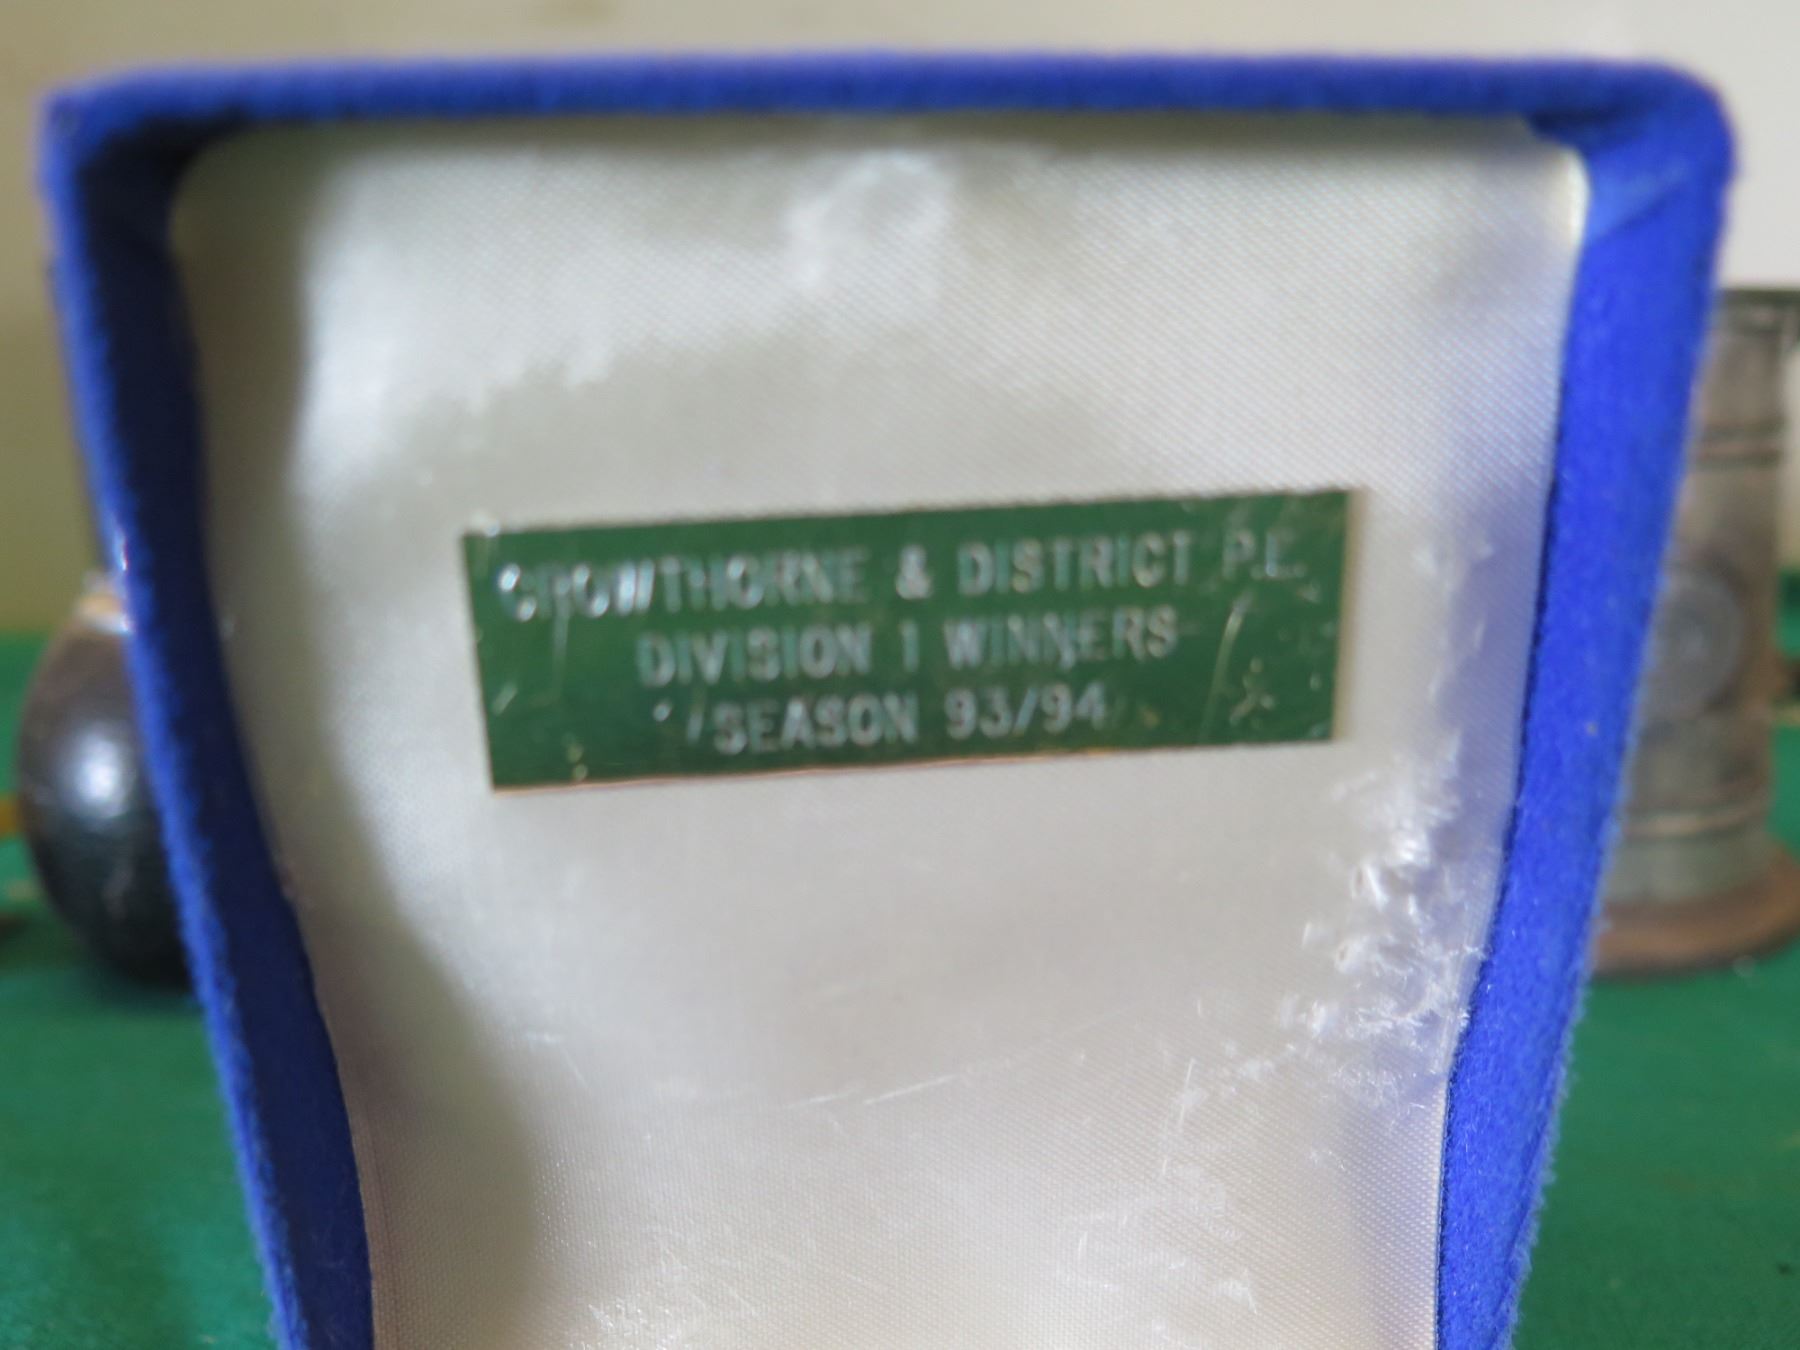 CROWTHORNE & DISTRICT P.L.
DIVISION 1 WINNERS
SEASON 93/94